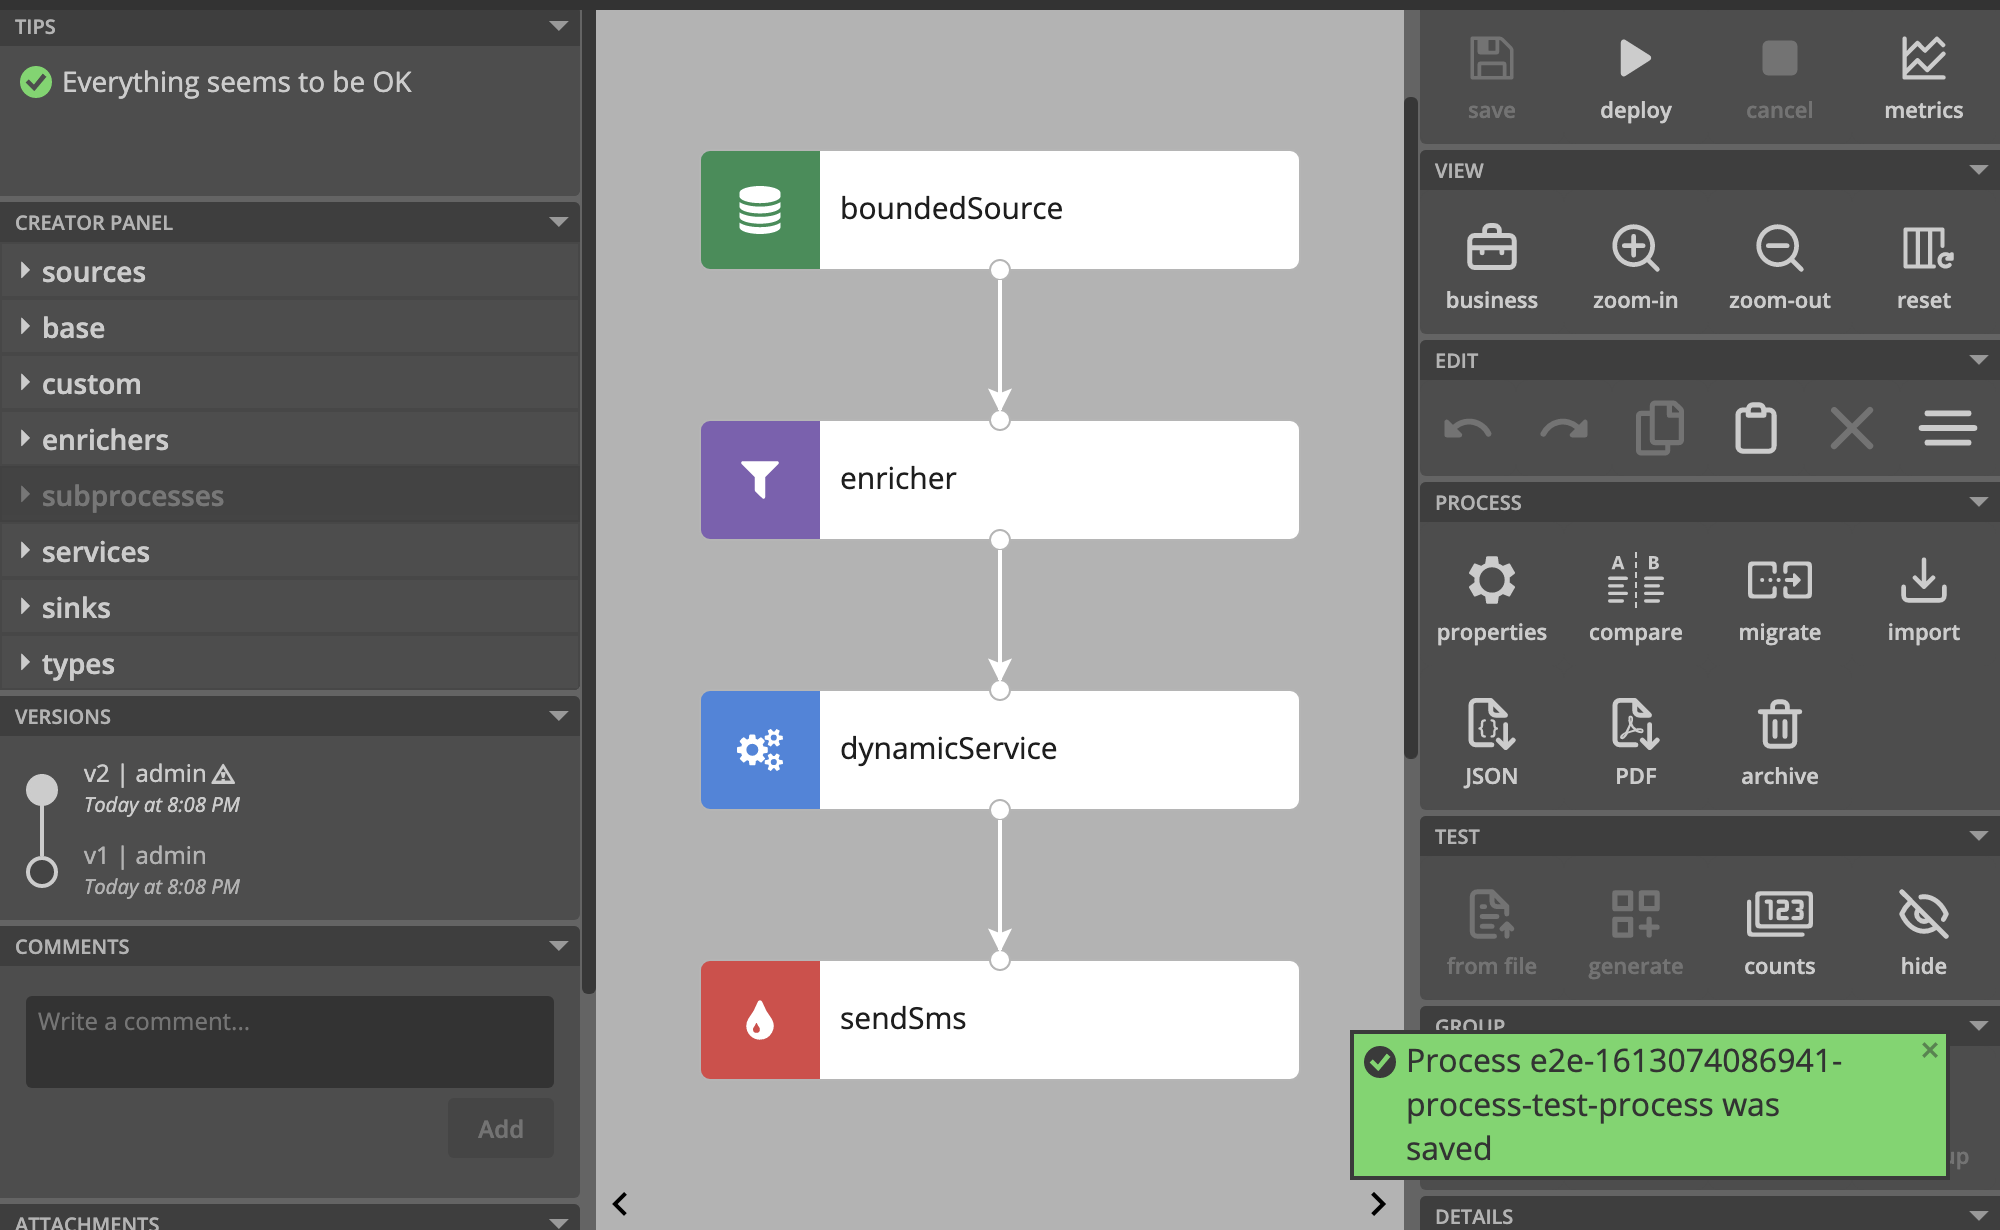 TIPS
Everything seems to be OK
CREATOR PANEL
sources
base
custom
enrichers
subprocesses
services
sinks
types
VERSIONS
v2 | admin
Today at 8:08 PM
v1 | admin
Today at 8:08 PM
COMMENTS
Write a comment...
Add
ATTACHMENTS
boundedSource
enricher
dynamicService
sendSms
save deploy cancel metrics
VIEW
business zoom-in zoom-out reset
EDIT
PROCESS
A B
properties compare migrate import
{}
JSON PDF archive
TEST
123
from file generate counts hide
GROUP
Process e2e-1613074086941-
process-test-process was
saved
up
DETAILS